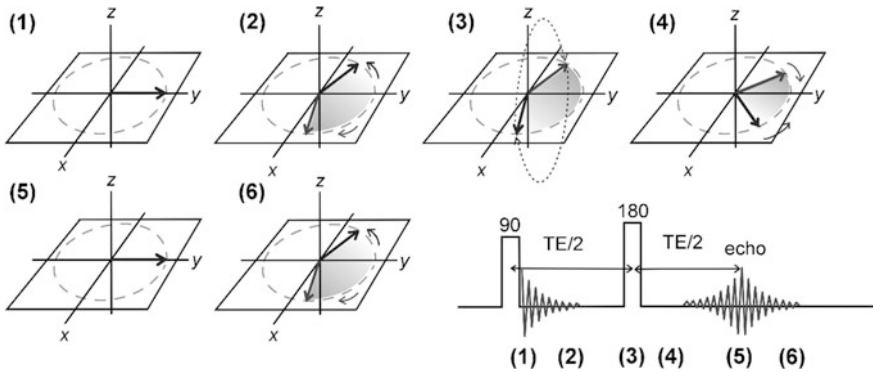 (1) (2) (3) (4)
z z z z
y y y y
x x x x
(5) (6)
z z
y y
x x
90 180
TE/2 TE/2 echo
(1) (2) (3) (4) (5) (6)